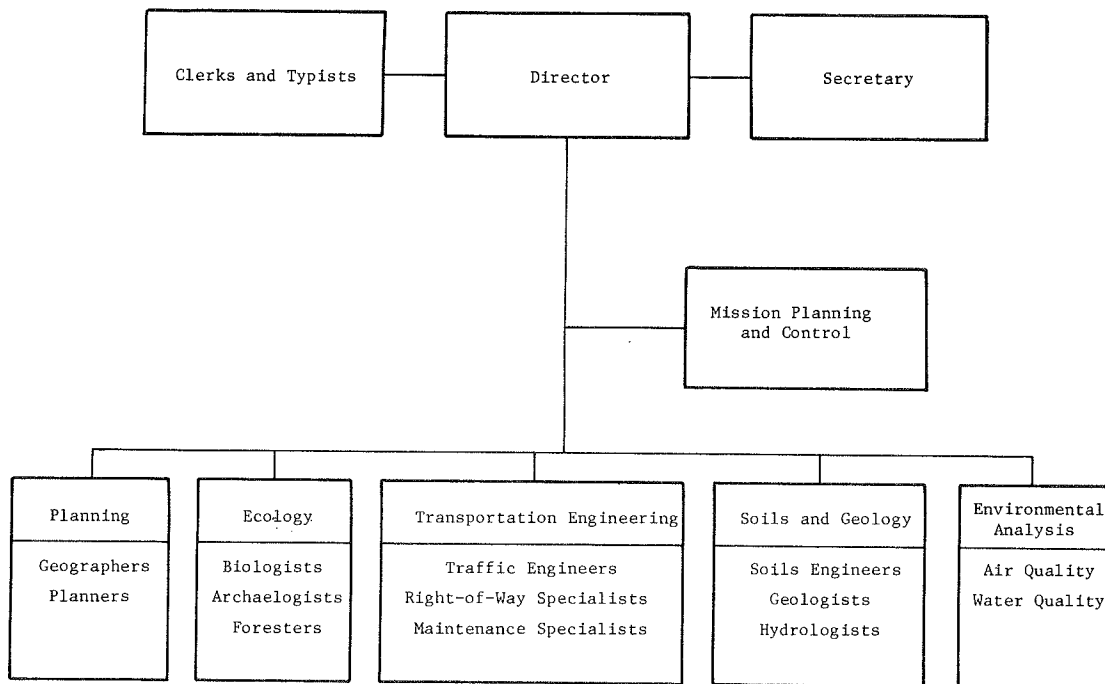 Clerks and Typists
Director
Secretary
Mission Planning
and Control
Planning
Geographers
Planners
Ecology
Biologists
Archaelogists
Foresters
Transportation Engineering
Traffic Engineers
Right-of-Way Specialists
Maintenance Specialists
Soils and Geology
Soils Engineers
Geologists
Hydrologists
Environmental
Analysis
Air Quality
Water Quality